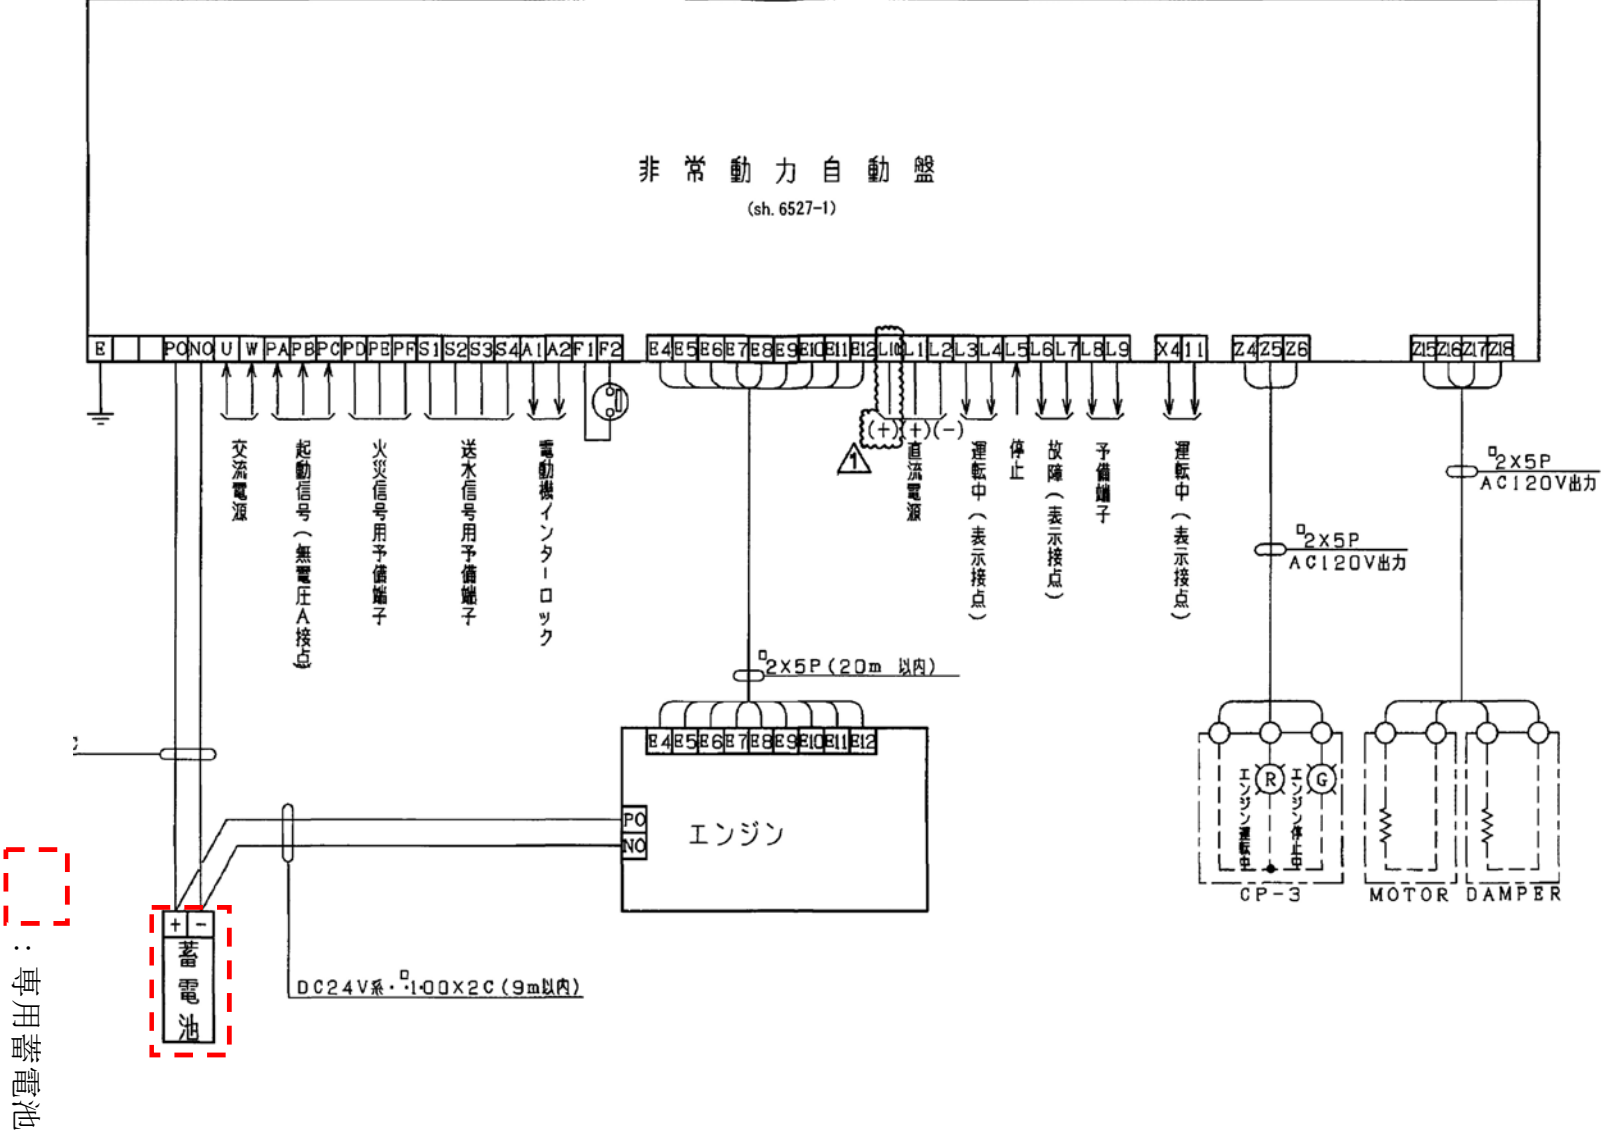 非常動力自動盤
(sh. 6527-1)
E PO NO U W PA PB PC PD PE PF S1 S2 S3 S4 A1 A2 F1 F2
E4 E5 E6 E7 E8 E9 E10 E11 E12 L10 L1 L2 L3 L4 L5 L6 L7 L8 L9
X4 11
Z4 Z5 Z6
Z15 Z16 Z17 Z18
交流電源
起動信号(無電圧A接点)
火災信号用予備端子
送水信号用予備端子
電動機インターロック
(+)(+)(-)
1
直流電源
運転中(表示接点)
停止
故障(表示接点)
予備端子
運転中(表示接点)
□2X5P
AC120V出力
□2X5P
AC120V出力
□2X5P(20m 以内)
E4 E5 E6 E7 E8 E9 E10 E11 E12
PO
NO
エンジン
エンジン運転中
R
エンジン停止中
G
CP-3
MOTOR
DAMPER
+ -
蓄電池
DC24V系・□100X2C(9m以内)
:専用蓄電池